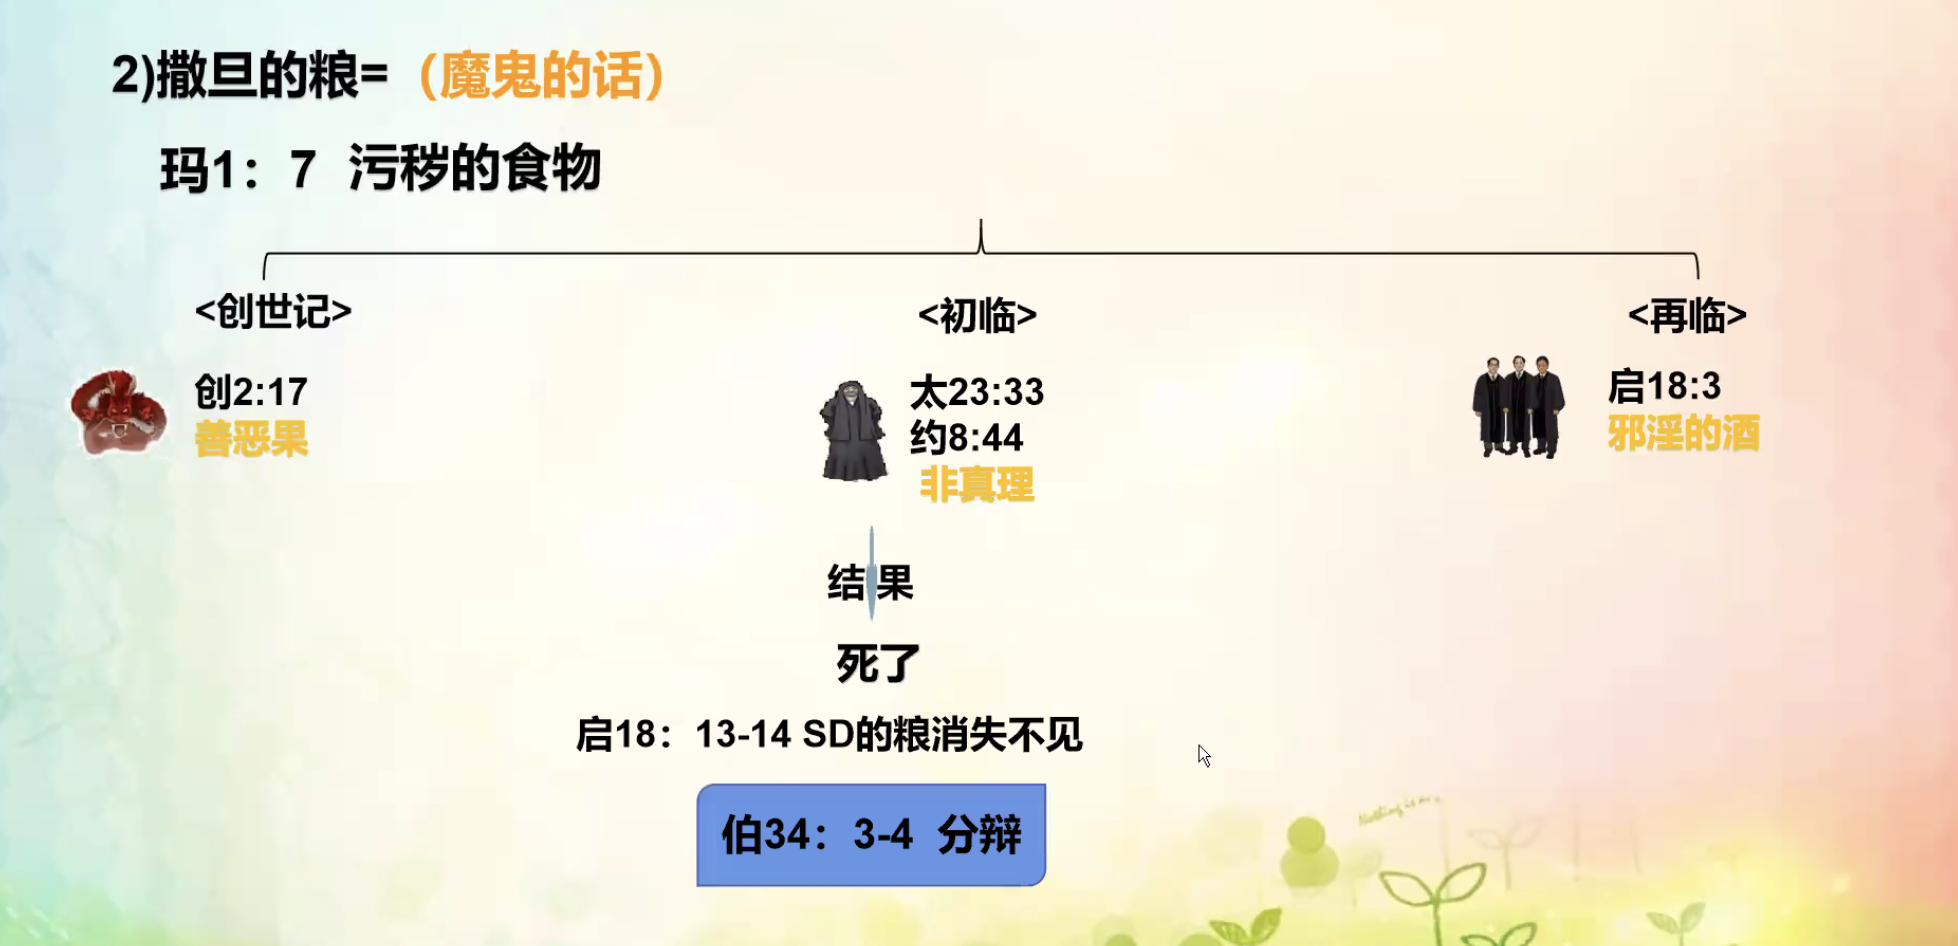 2)撒旦的粮=（魔鬼的话）
玛1：7 污秽的食物
<创世记>
创2:17
善恶果
<初临>
太23:33
约8:44
非真理
<再临>
启18:3
邪淫的酒
结果
死了
启18：13-14 SD的粮消失不见
伯34：3-4 分辩